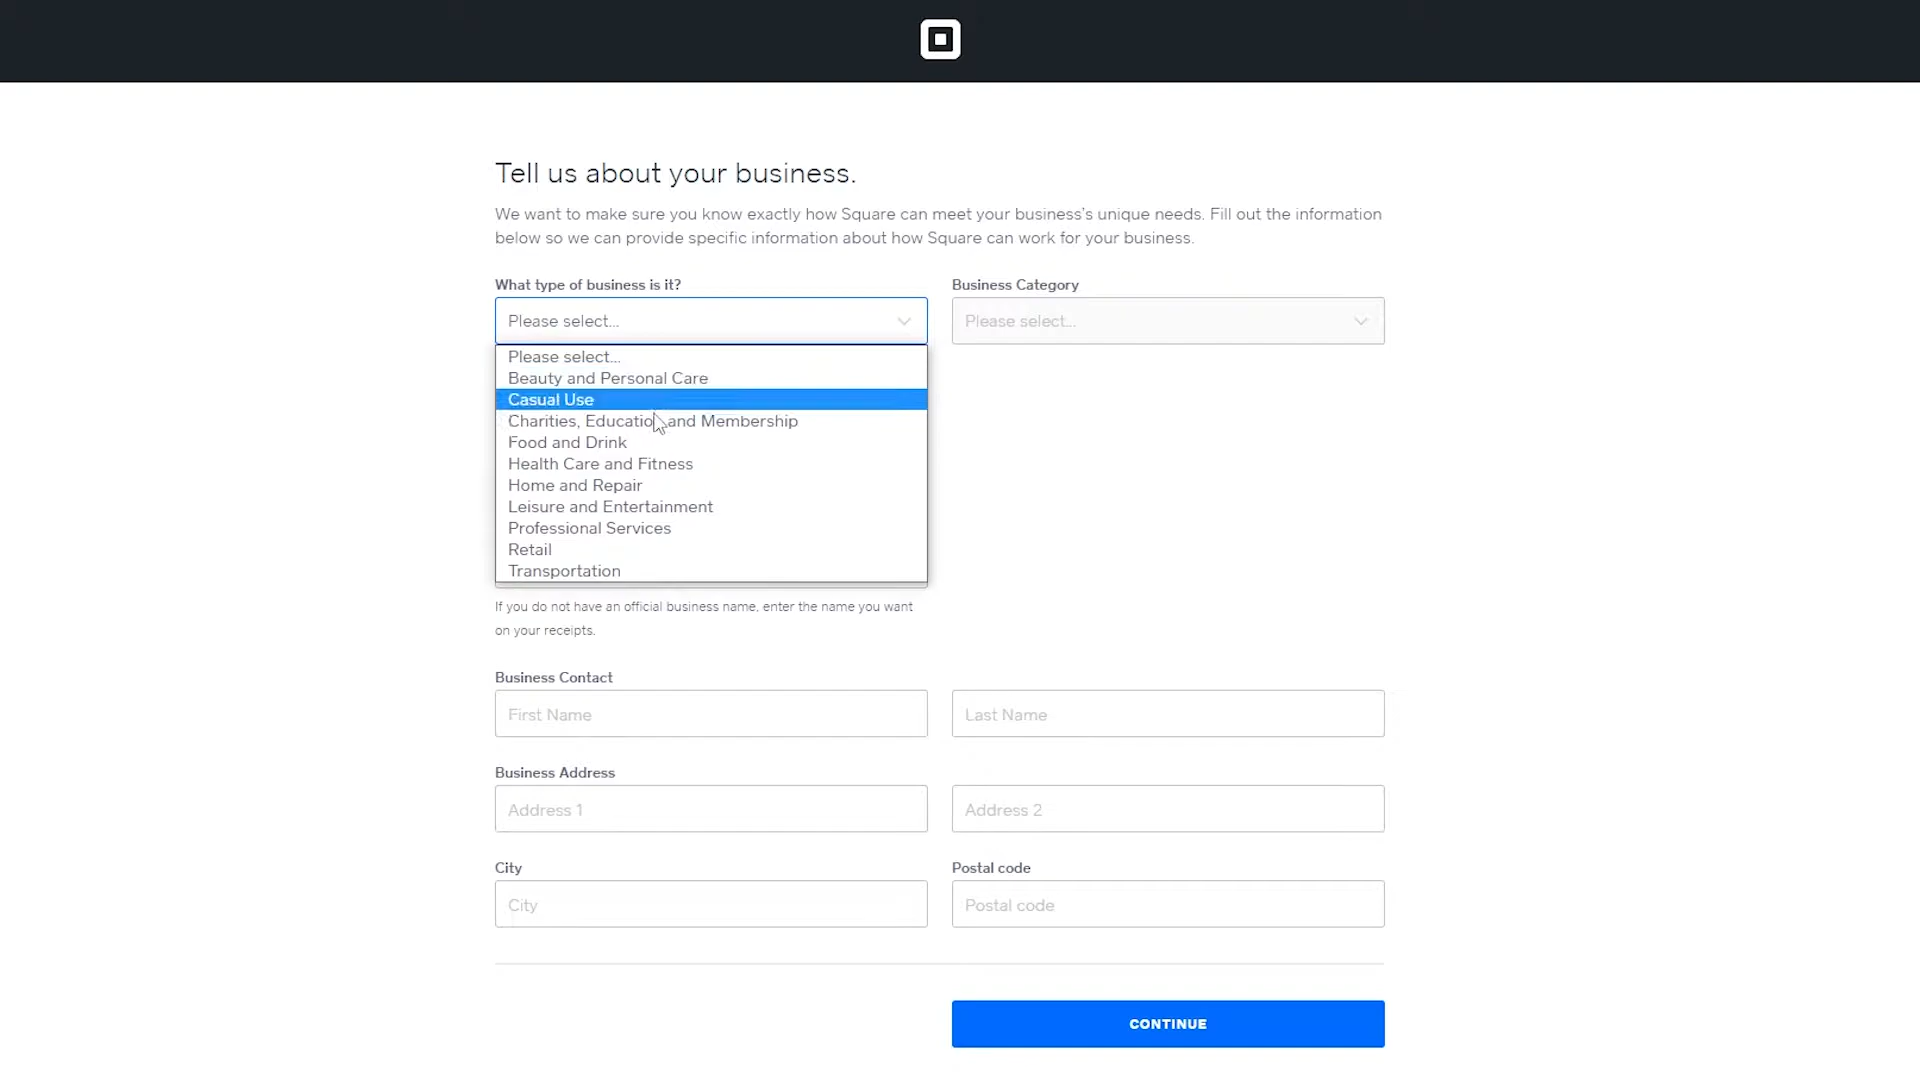 Tell us about your business.
We want to make sure you know exactly how Square can meet your business's unique needs. Fill out the information
below so we can provide specific information about how Square can work for your business.
What type of business is it?
Business Category
Please select...
Please select...
Please select...
Beauty and Personal Care
Casual Use
Charities, Education and Membership
Food and Drink
Health Care and Fitness
Home and Repair
Leisure and Entertainment
Professional Services
Retail
Transportation
If you do not have an official business name, enter the name you want
on your receipts.
Business Contact
First Name
Last Name
Business Address
Address 1
Address 2
City
Postal code
City
Postal code
CONTINUE